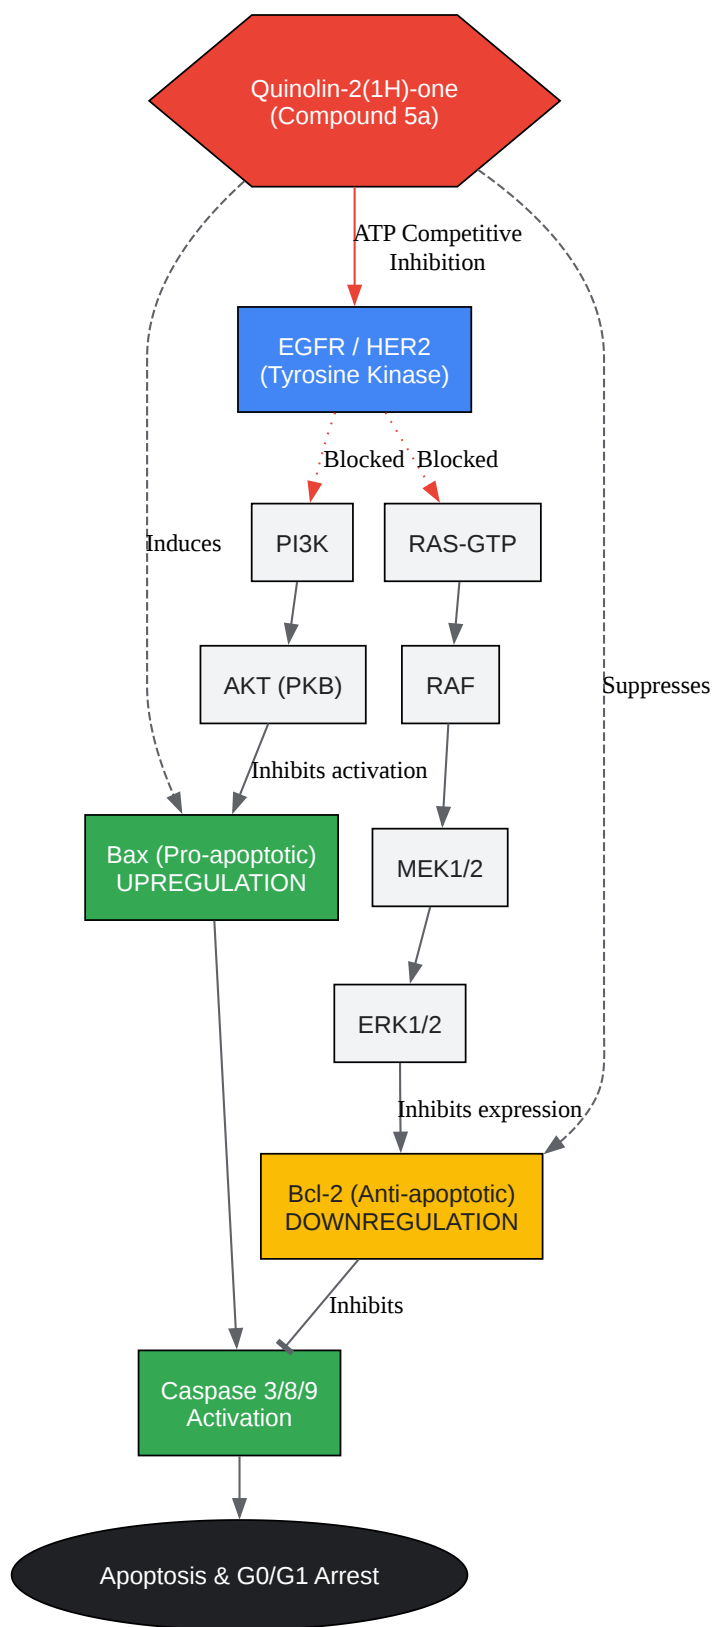 Quinolin-2(1H)-one
(Compound 5a)
ATP Competitive
Inhibition
EGFR / HER2
(Tyrosine Kinase)
Blocked
Blocked
Induces
PI3K
RAS-GTP
AKT (PKB)
RAF
Suppresses
Inhibits activation
Bax (Pro-apoptotic)
UPREGULATION
MEK1/2
ERK1/2
Inhibits expression
Bcl-2 (Anti-apoptotic)
DOWNREGULATION
Inhibits
Caspase 3/8/9
Activation
Apoptosis & G0/G1 Arrest